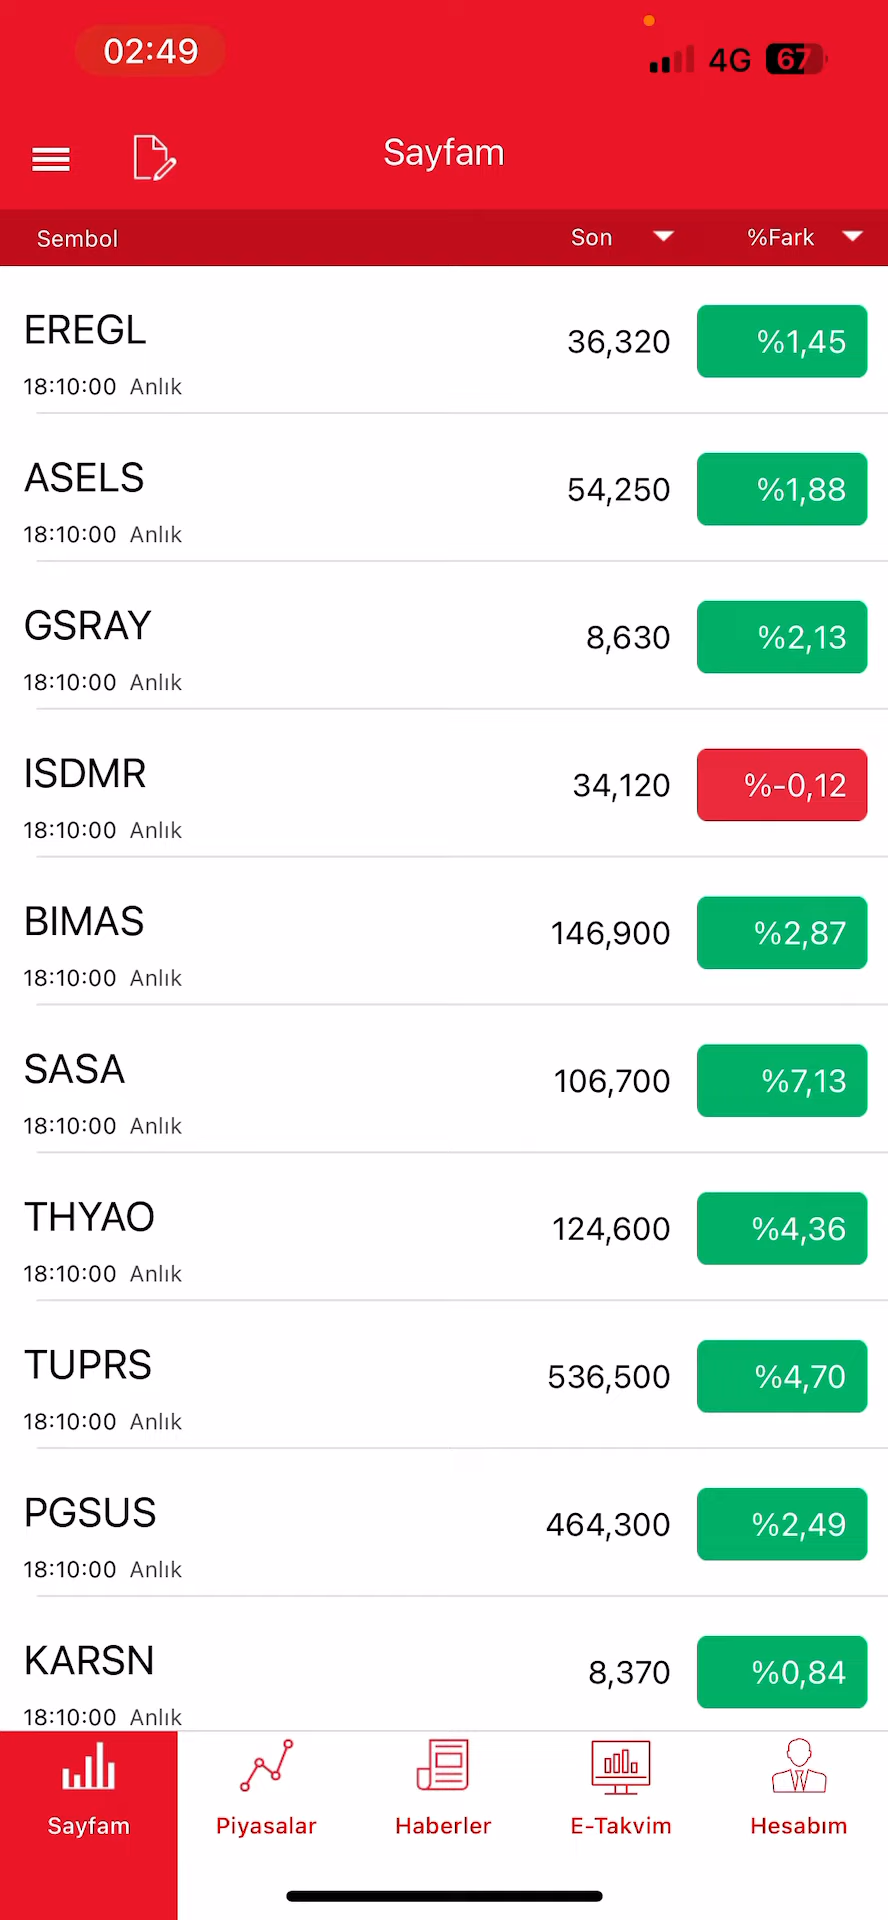 02:49
4G 67
Sayfam
Sembol Son %Fark
EREGL
36,320 %1,45
18:10:00 Anlık
ASELS
54,250 %1,88
18:10:00 Anlık
GSRAY
8,630 %2,13
18:10:00 Anlık
ISDMR
34,120 %-0,12
18:10:00 Anlık
BIMAS
146,900 %2,87
18:10:00 Anlık
SASA
106,700 %7,13
18:10:00 Anlık
THYAO
124,600 %4,36
18:10:00 Anlık
TUPRS
536,500 %4,70
18:10:00 Anlık
PGSUS
464,300 %2,49
18:10:00 Anlık
KARSN
8,370 %0,84
18:10:00 Anlık
Sayfam Piyasalar Haberler E-Takvim Hesabım